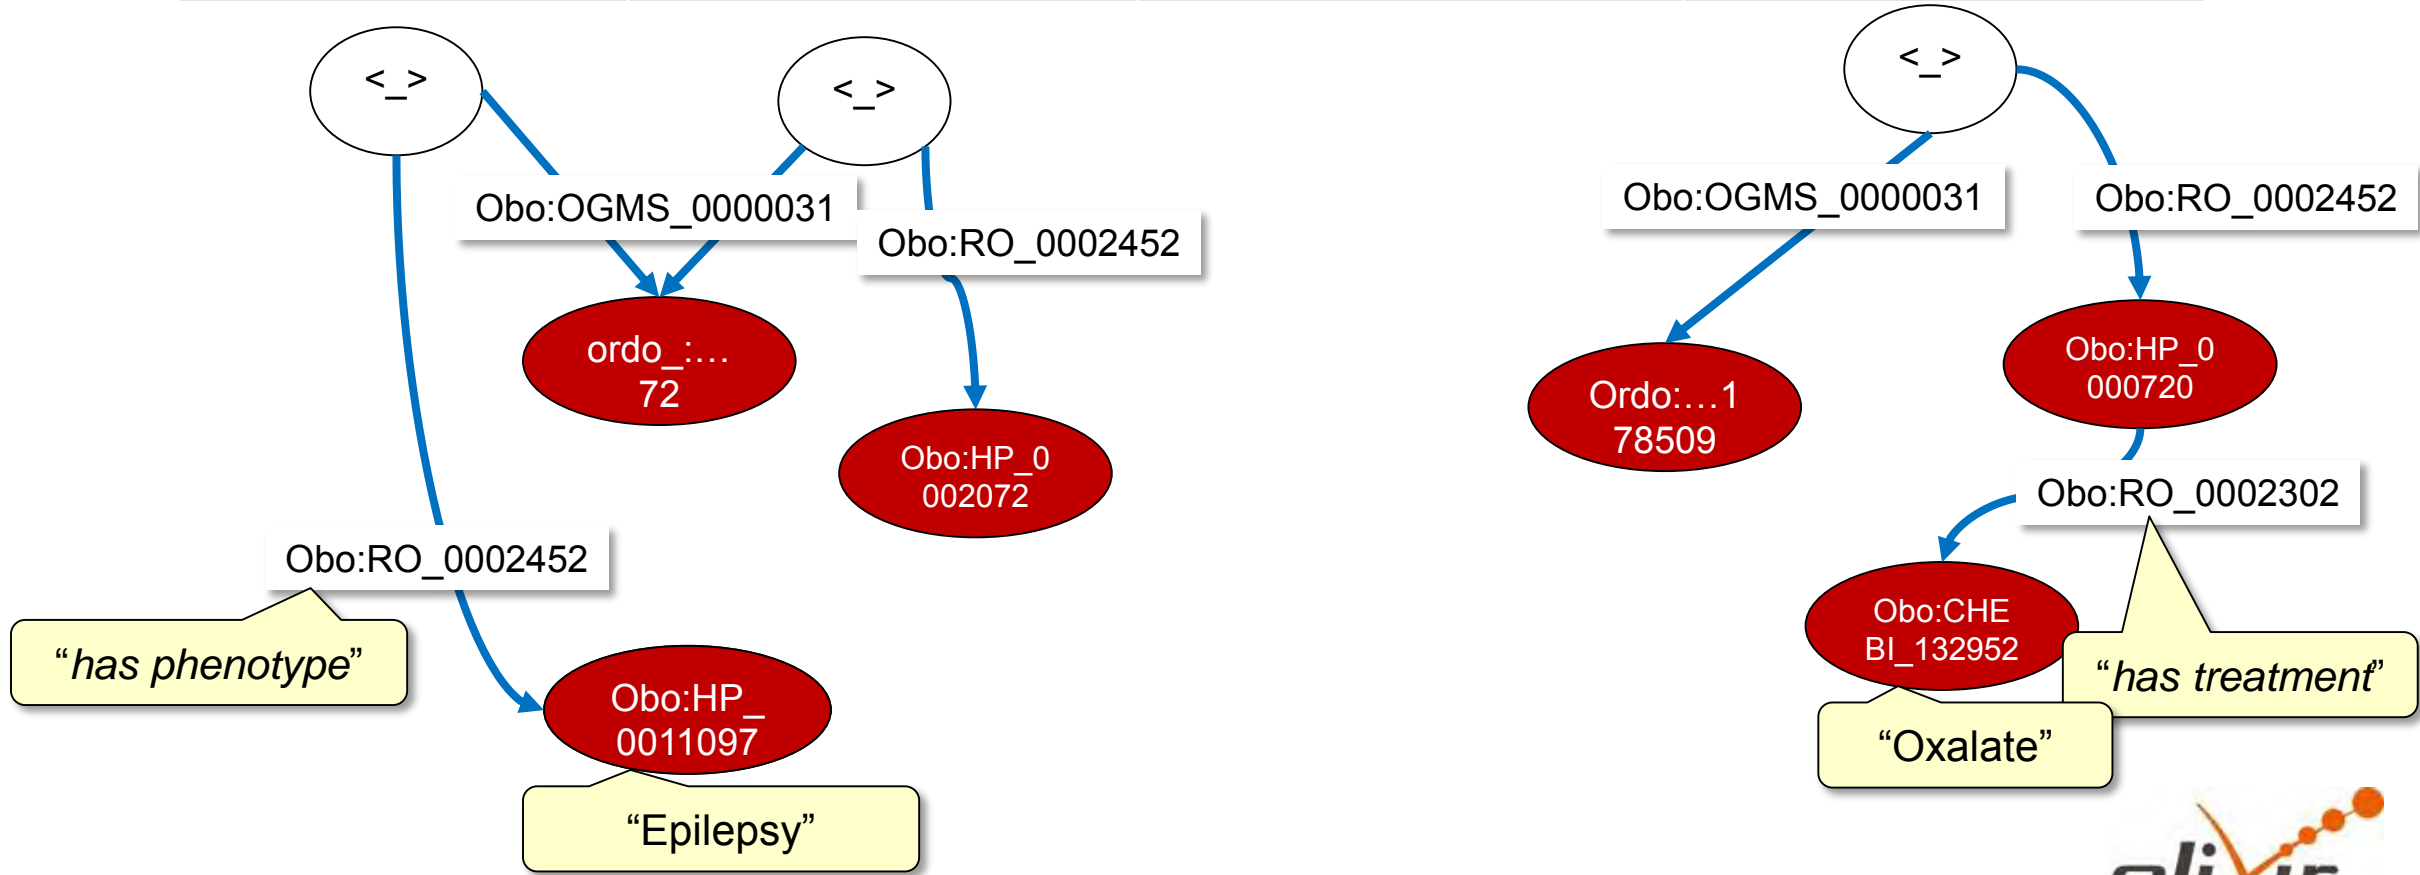 <_>
<_>
<_>
Obo:OGMS_0000031
Obo:RO_0002452
ordo_:…
72
Obo:HP_0
002072
Obo:RO_0002452
“has phenotype”
Obo:HP_
0011097
“Epilepsy”
Obo:OGMS_0000031
Obo:RO_0002452
Ordo:…1
78509
Obo:HP_0
000720
Obo:RO_0002302
Obo:CHE
BI_132952
“has treatment”
“Oxalate”
elixir